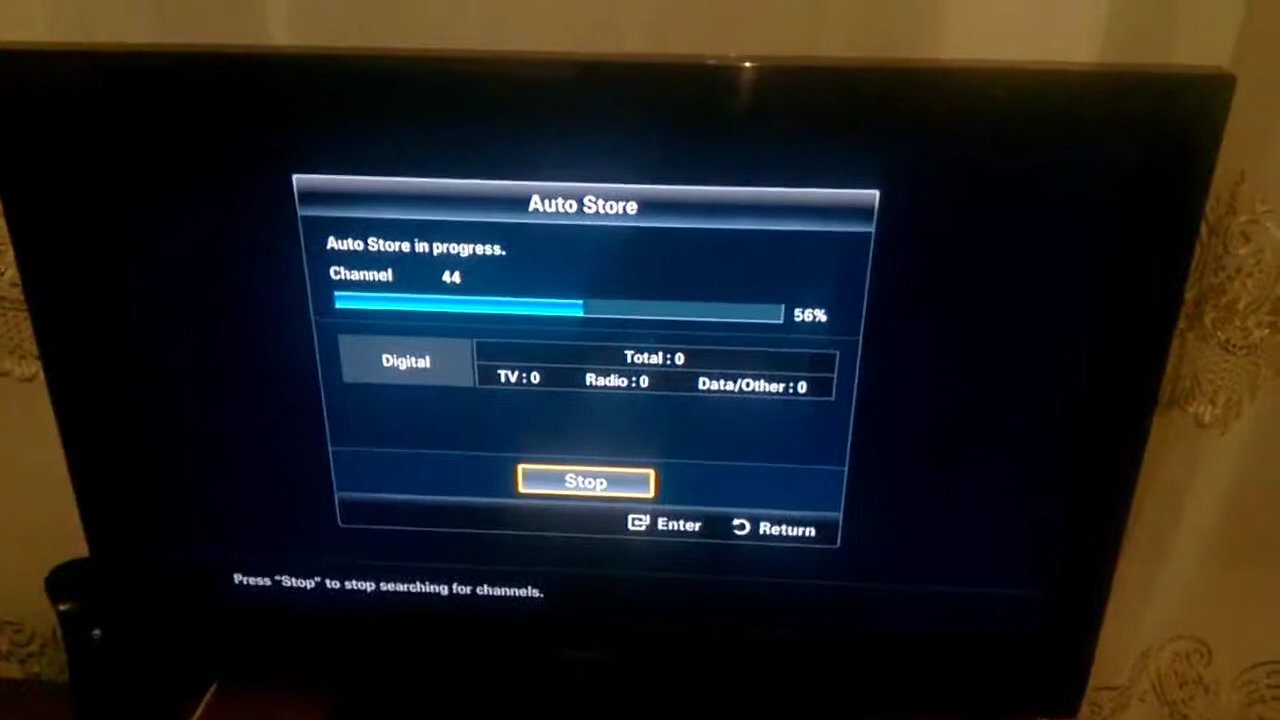 Auto Store
Auto Store in progress.
Channel 44
56%
Digital
Total : 0
TV : 0 Radio : 0 Data/Other : 0
Stop
Enter Return
Press "Stop" to stop searching for channels.